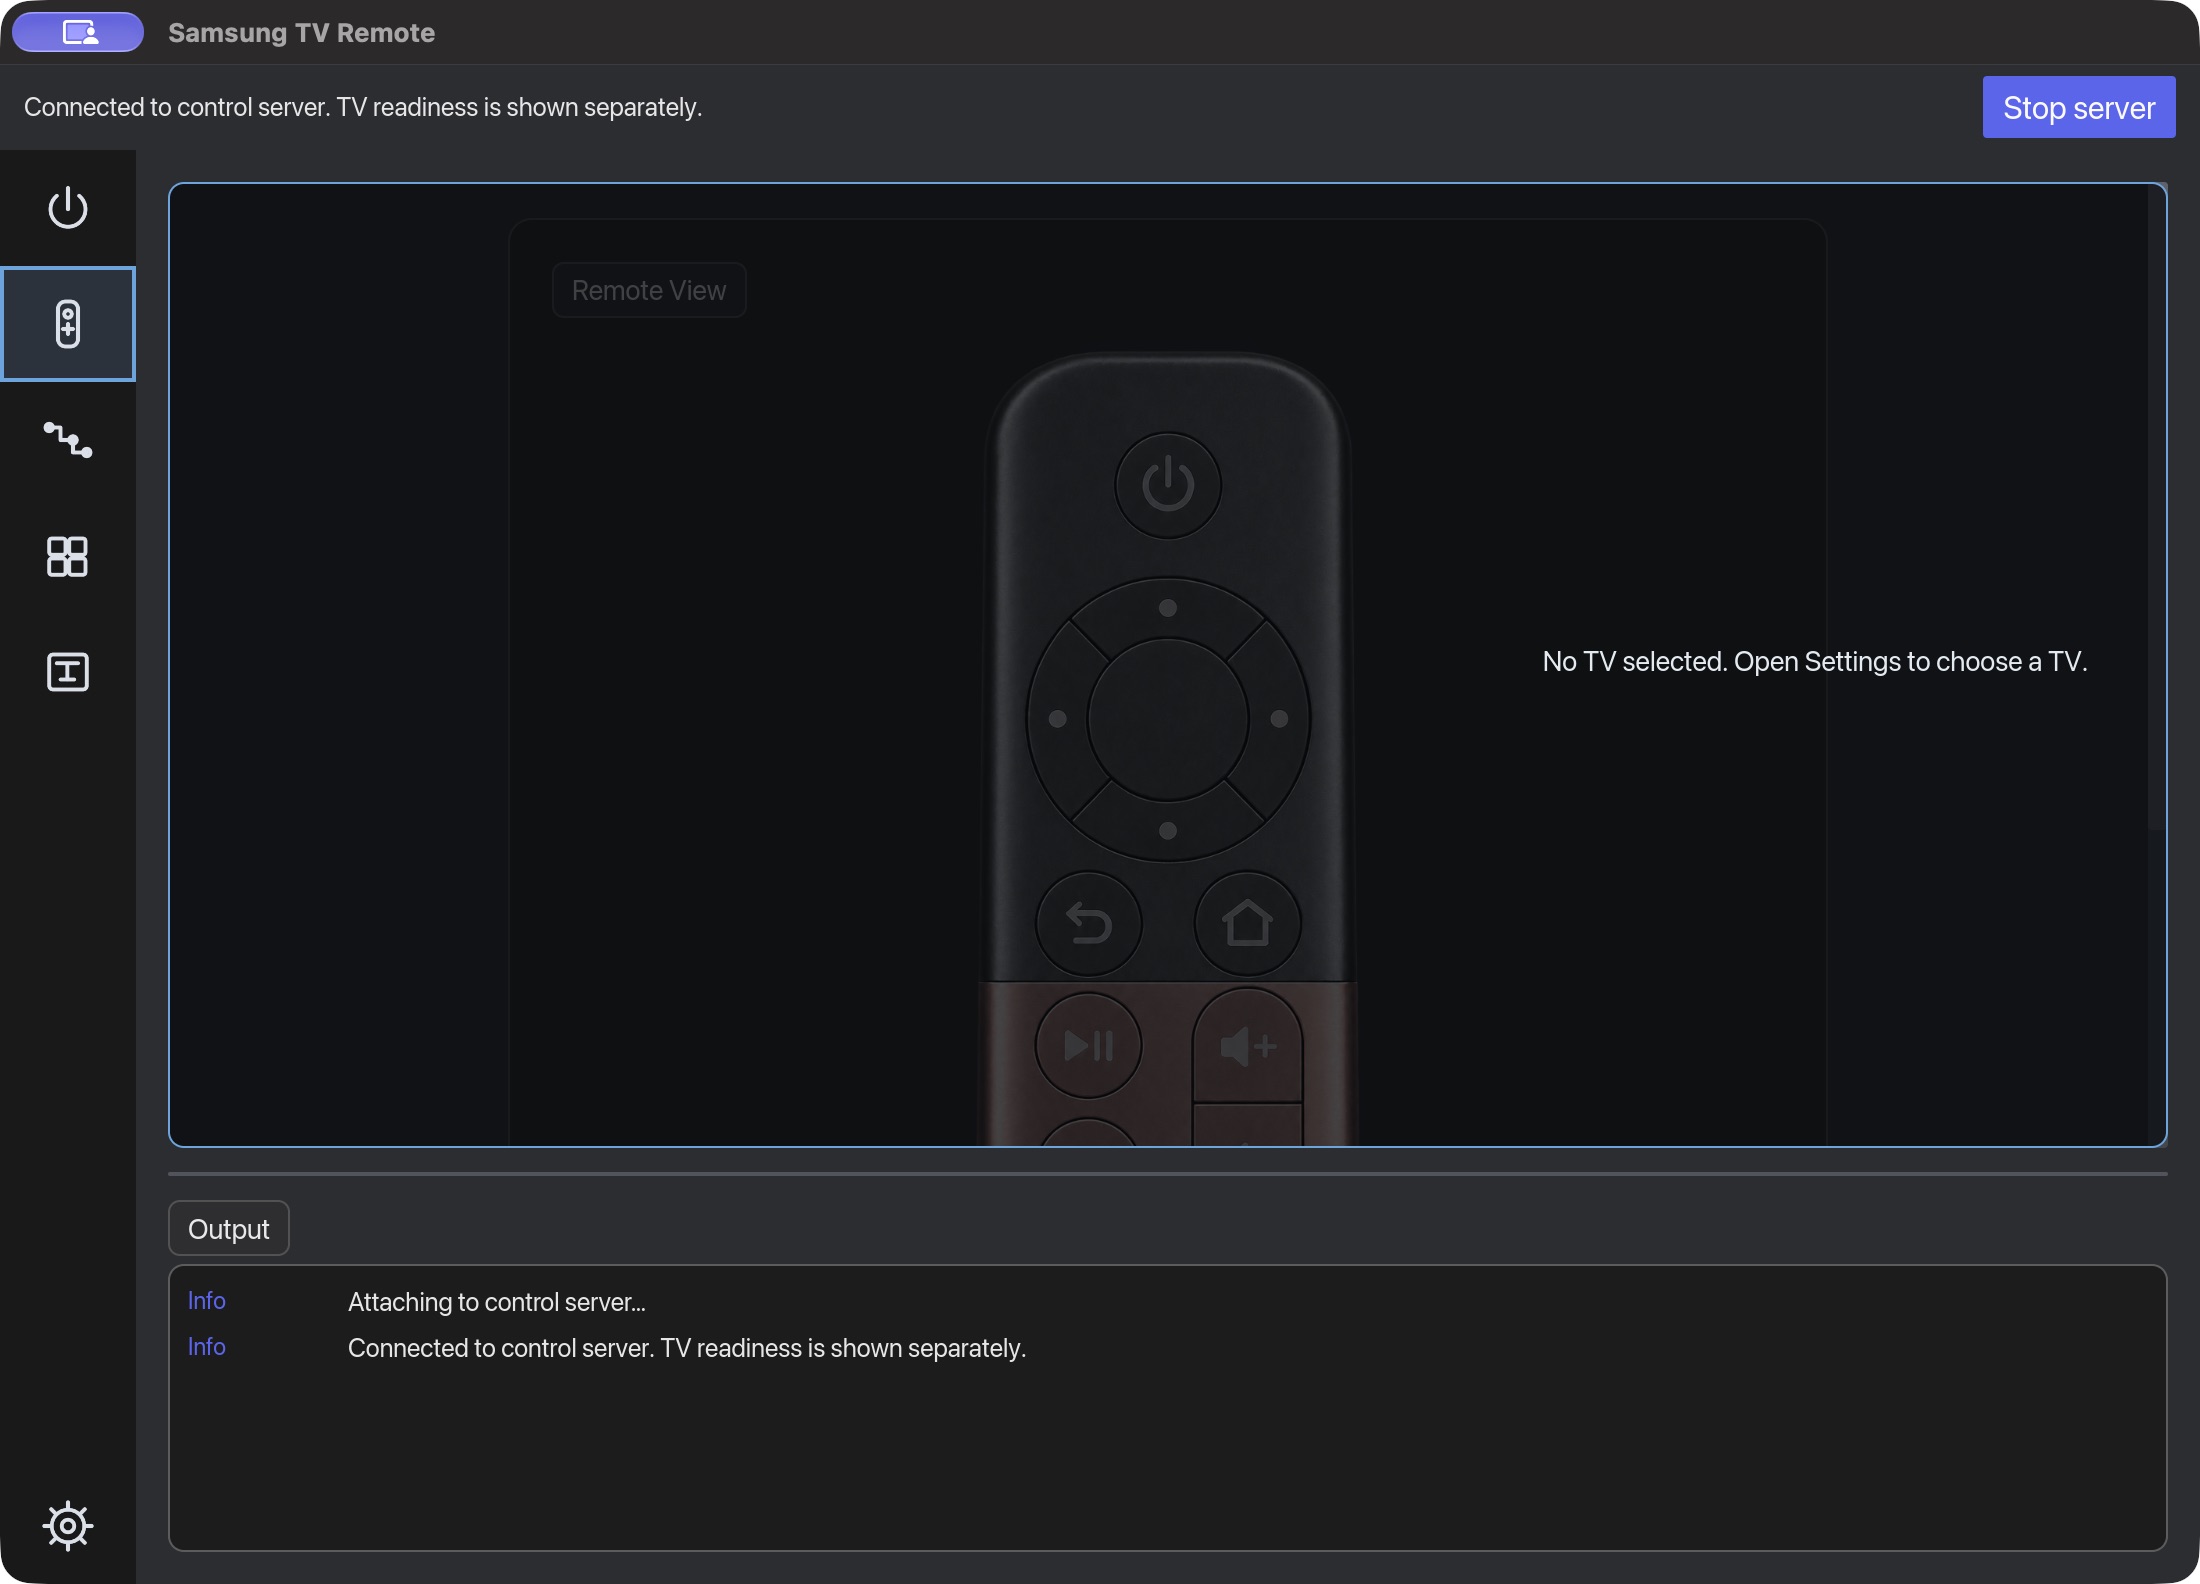 Samsung TV Remote
Connected to control server. TV readiness is shown separately.
Stop server
Remote View
No TV selected. Open Settings to choose a TV.
Output
Info Attaching to control server...
Info Connected to control server. TV readiness is shown separately.